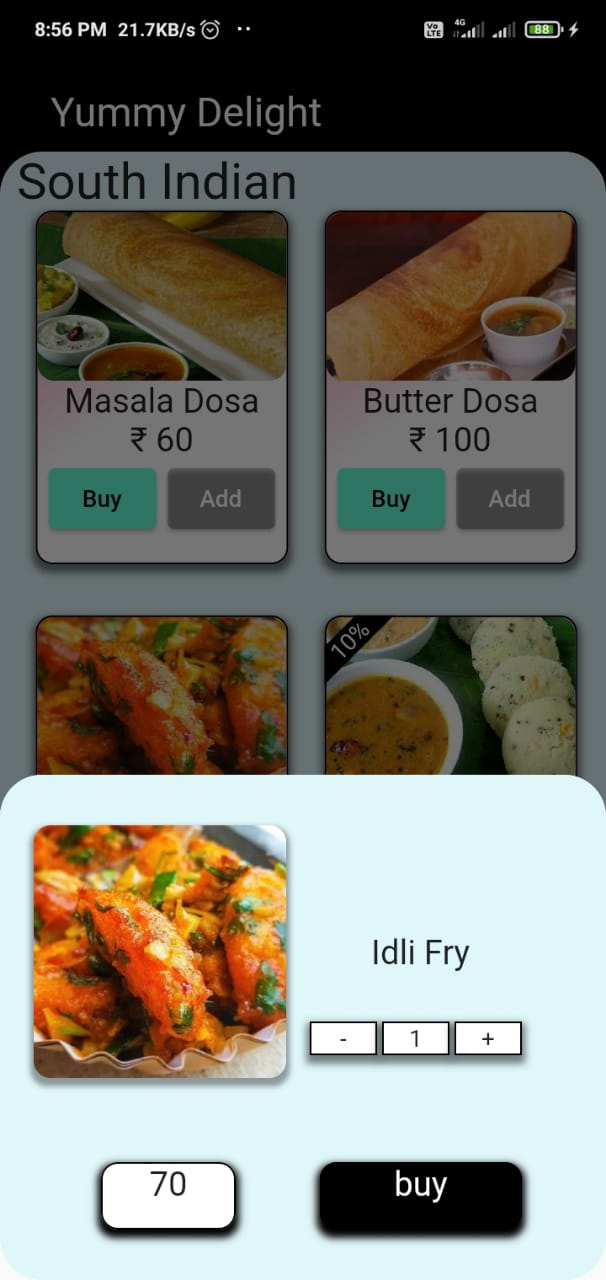 8:56 PM 21.7KB/s
Vo LTE 4G 88
Yummy Delight
South Indian
Masala Dosa Butter Dosa
₹ 60 ₹ 100
Buy Add Buy Add
10%
Idli Fry
- 1 +
70 buy